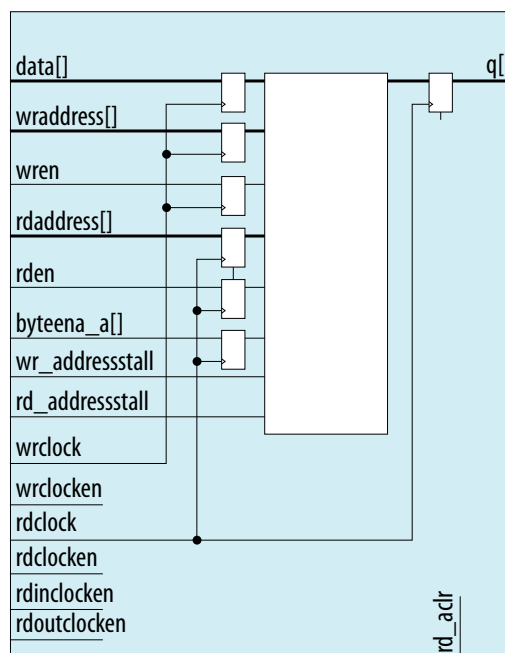 data[]
q[
wraddress[]
wren
rdaddress[]
rden
byteena_a[]
wr_addressstall
rd_addressstall
wrclock
wrclocken
rdclock
rdclocken
rdinclocken
rdoutclocken
rd_aclr